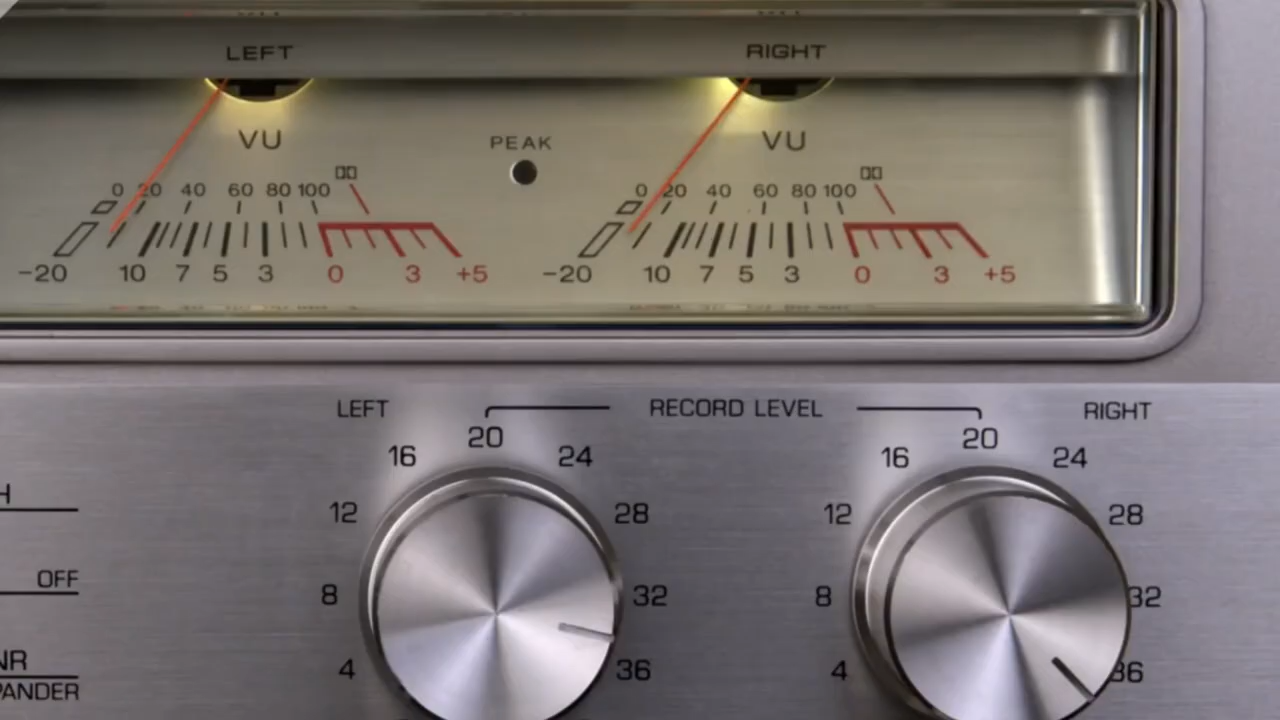 LEFT RIGHT
VU PEAK VU
0 20 40 60 80 100 0 20 40 60 80 100
-20 10 7 5 3 0 3 +5 -20 10 7 5 3 0 3 +5
LEFT RECORD LEVEL RIGHT
16 20 24 16 20 24
12 28 12 28
OFF 8 32 8 32
4 36 4 36
NR
PANDER